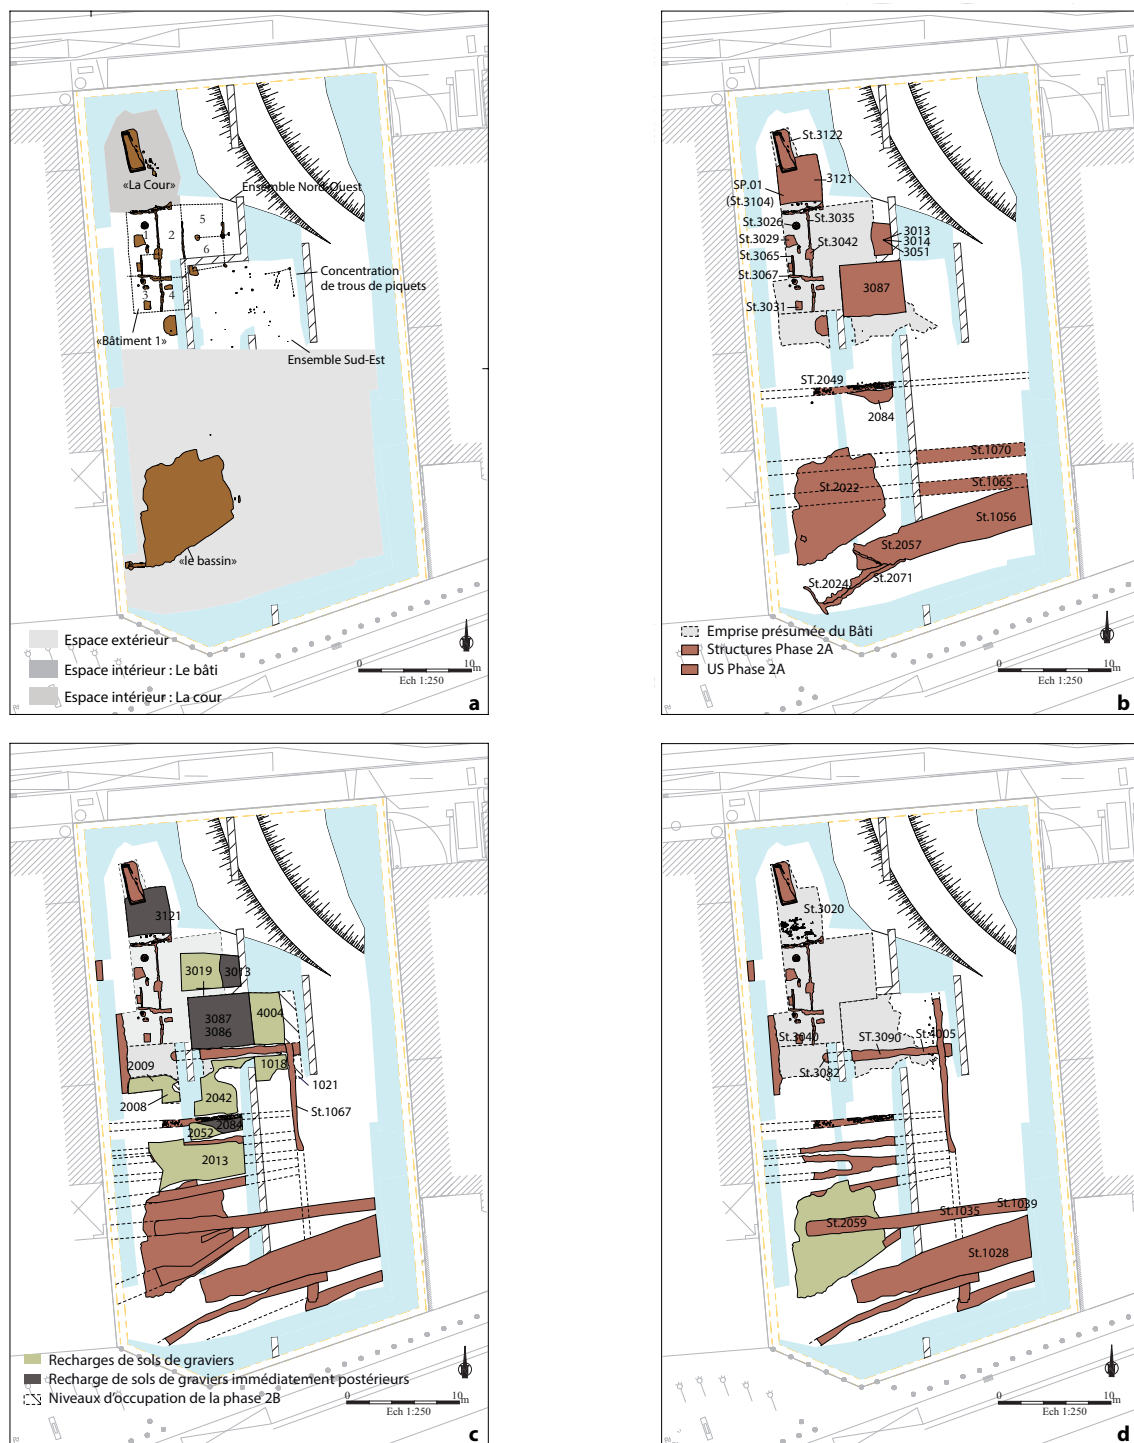 «La Cour»
Ensemble Nord-Ouest
5
1
2
6
Concentration
de trous de piquets
3
4
«Bâtiment 1»
Ensemble Sud-Est
«le bassin»
Espace extérieur
Espace intérieur : Le bâti
Espace intérieur : La cour
0
10m
Ech 1:250
a
St.3122
3121
SP.01
(St.3104)
St.3035
St.3026
3013
St.3029
3014
St.3042
3051
St.3065
St.3067
3087
St.3031
ST.2049
2084
St.1070
St.1065
St.2022
St.1056
St.2057
St.2071
St.2024
Emprise présumée du Bâti
Structures Phase 2A
US Phase 2A
0
10m
Ech 1:250
b
3121
3019
3013
3087
4004
3086
2009
1018
1021
2008
2042
St.1067
2084
2052
2013
Recharges de sols de graviers
Recharge de sols de graviers immédiatement postérieurs
Niveaux d'occupation de la phase 2B
0
10m
Ech 1:250
c
St.3020
St.3040
ST.3090
St.4005
St.3082
St.1039
St.1035
St.2059
St.1028
0
10m
Ech 1:250
d